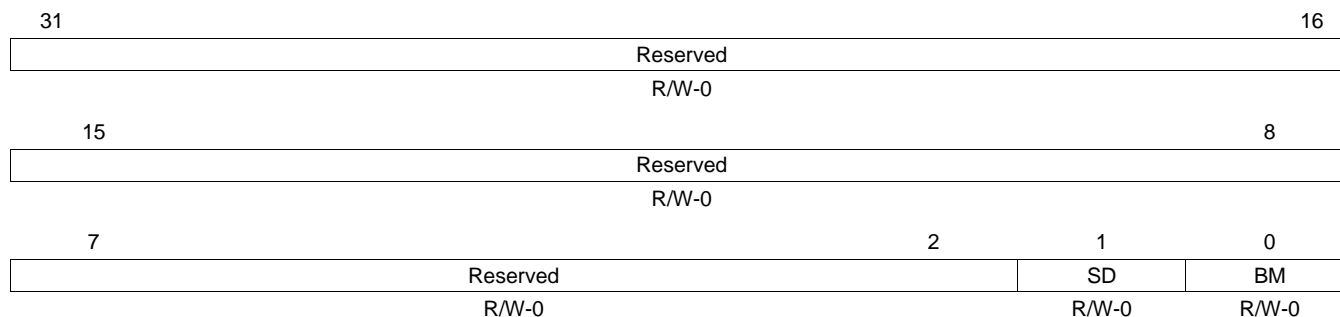 31 16
Reserved
R/W-0
15 8
Reserved
R/W-0
7 2 1 0
Reserved SD BM
R/W-0 R/W-0 R/W-0